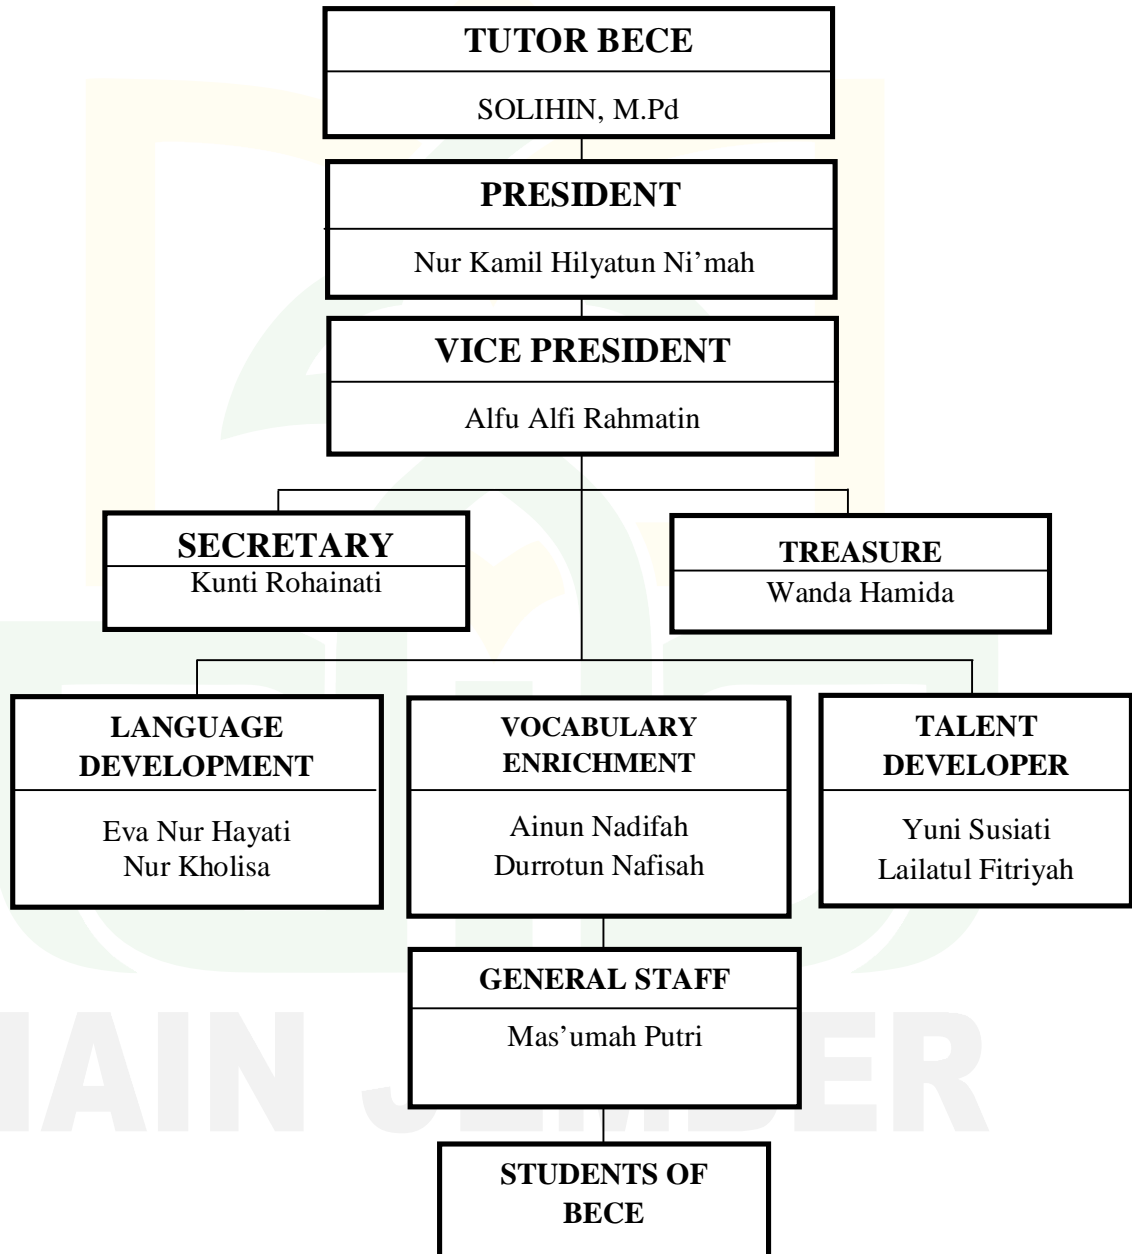 TUTOR BECE
SOLIHIN, M.Pd
PRESIDENT
Nur Kamil Hilyatun Ni’mah
VICE PRESIDENT
Alfu Alfi Rahmatin
SECRETARY
Kunti Rohainati
TREASURE
Wanda Hamida
LANGUAGE
DEVELOPMENT
Eva Nur Hayati
Nur Kholisa
VOCABULARY
ENRICHMENT
Ainun Nadifah
Durrotun Nafisah
TALENT
DEVELOPER
Yuni Susiati
Lailatul Fitriyah
GENERAL STAFF
Mas’umah Putri
IAIN JEMBER
STUDENTS OF
BECE